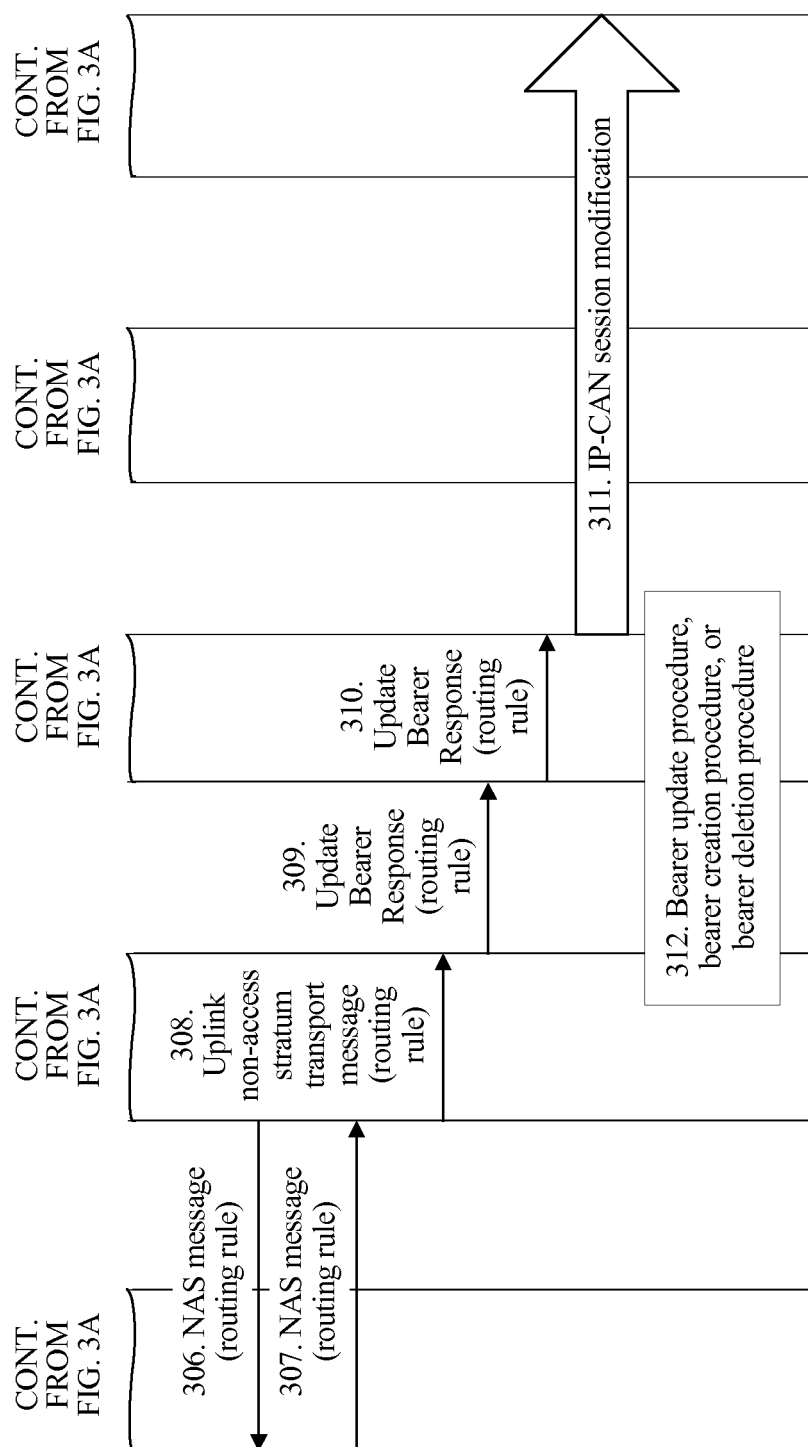 CONT.
FROM
FIG. 3A
CONT.
FROM
FIG. 3A
CONT.
FROM
FIG. 3A
CONT.
FROM
FIG. 3A
CONT.
FROM
FIG. 3A
306. NAS message
(routing rule)
307. NAS message
(routing rule)
308.
Uplink
non-access
stratum
transport
message
(routing
rule)
309.
Update
Bearer
Response
(routing
rule)
310.
Update
Bearer
Response
(routing
rule)
311. IP-CAN session modification
312. Bearer update procedure,
bearer creation procedure, or
bearer deletion procedure